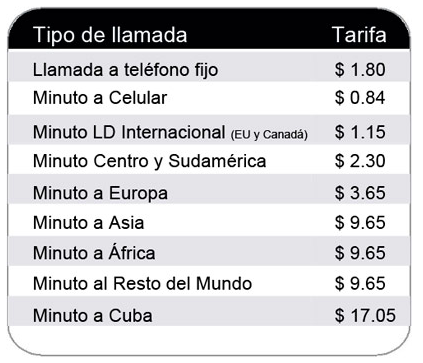 Tipo de llamada Tarifa
Llamada a teléfono fijo $ 1.80
Minuto a Celular $ 0.84
Minuto LD Internacional (EU y Canadá) $ 1.15
Minuto Centro y Sudamérica $ 2.30
Minuto a Europa $ 3.65
Minuto a Asia $ 9.65
Minuto a África $ 9.65
Minuto al Resto del Mundo $ 9.65
Minuto a Cuba $ 17.05